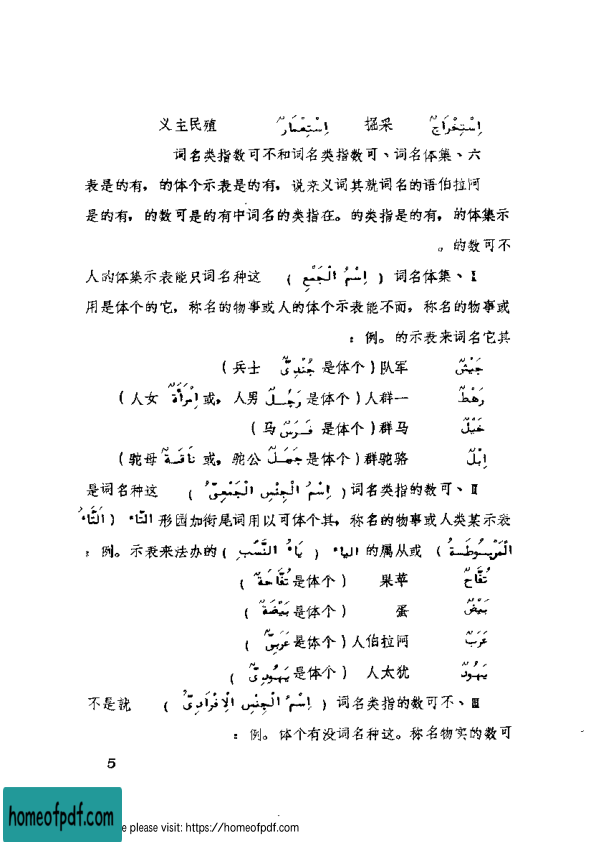 اِسْتِخْرَاجٌ 采掘 اِسْتِعْمَارٌ 殖民主义
六、集体名词、可数指类名词和不可数指类名词
阿拉伯语的名词就其词义来说，有的是表示个体的，有的是表
示集体的，有的是指类的。在指类的名词中有的是可数的，有的是
不可数的。
Ⅰ、集体名词（اِسْمُ الْجَمْعِ）这种名词只能表示集体的人
或事物的名称，而不能表示个体的人或事物的名称，它的个体是用
其它名词来表示的。例：
جَيْشٌ 军队（个体是 جُنْدِيٌّ 士兵）
رَهْطٌ 一群人（个体是 رَجُلٌ 男人，或 اِمْرَأَةٌ 女人）
خَيْلٌ 马群（个体是 فَرَسٌ 马）
اِبِلٌ 骆驼群（个体是 جَمَلٌ 公驼，或 نَاقَةٌ 母驼）
Ⅱ、可数的指类名词（اِسْمُ الْجِنْسِ الْجَمْعِيُّ）这种名词是
表示某类人或事物的名称，其个体可以用词尾衔加园形 التّاء（اَلتَّاءُ
الْمَرْبُوطَةُ）或从属的 الياء（يَاءُ النَّسَبِ）的办法来表示。例：
تُفَّاحٌ 苹果（个体是 تُفَّاحَةٌ）
بَيْضٌ 蛋（个体是 بَيْضَةٌ）
عَرَبٌ 阿拉伯人（个体是 عَرَبِيٌّ）
يَهُودٌ 犹太人（个体是 يَهُودِيٌّ）
Ⅲ、不可数的指类名词（اِسْمُ الْجِنْسِ الْاِفْرَادِيُّ）就是不
可数的实物名称。这种名词没有个体。例：
5
homeofpdf.com
e please visit: https://homeofpdf.com